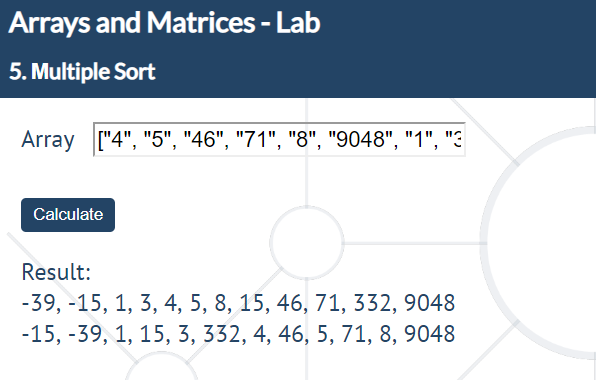 Arrays and Matrices - Lab
5. Multiple Sort
Array ["4", "5", "46", "71", "8", "9048", "1", "3
Calculate
Result:
-39, -15, 1, 3, 4, 5, 8, 15, 46, 71, 332, 9048
-15, -39, 1, 15, 3, 332, 4, 46, 5, 71, 8, 9048